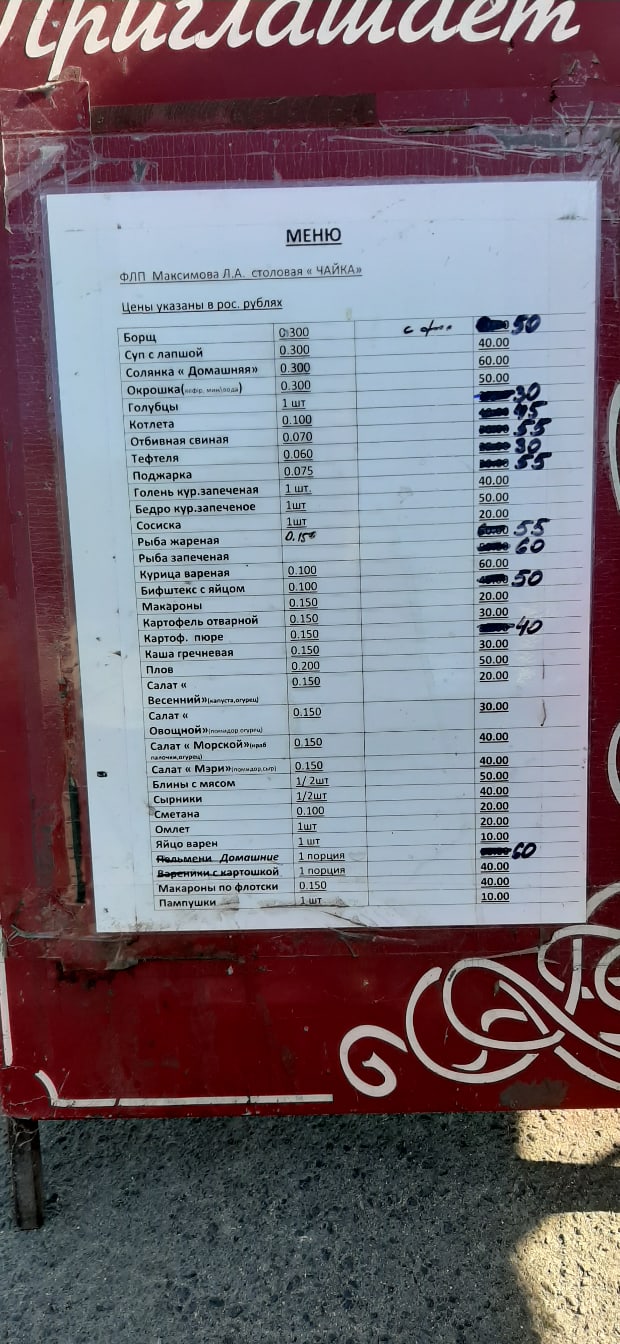 Приглашает
МЕНЮ
ФЛП Максимова Л.А. столовая « ЧАЙКА»
Цены указаны в рос. рублях
Борщ 0.300 50
Суп с лапшой 0.300 40.00
Солянка « Домашняя» 0.300 60.00
Окрошка( 0.300 50.00
Голубцы 1 шт 30
Котлета 0.100 45
Отбивная свиная 0.070 55
Тефтеля 0.060 30
Поджарка 0.075 55
Голень кур.запеченая 1 шт. 40.00
Бедро кур.запеченое 1шт 50.00
Сосиска 1шт 20.00
Рыба жареная 0.150 55
Рыба запеченая 60
Курица вареная 0.100 60.00
Бифштекс с яйцом 0.100 50
Макароны 0.150 20.00
Картофель отварной 0.150 30.00
Картоф. пюре 0.150 40
Каша гречневая 0.150 30.00
Плов 0.200 50.00
Салат « 0.150 20.00
Весенний»(капуста,огурец)
Салат « 0.150 30.00
Овощной»(помидор огурец)
Салат « Морской»(краб 0.150 40.00
палочки,огурец)
Салат « Мэри»(помидор,сыр) 0.150 40.00
Блины с мясом 1/ 2шт 50.00
Сырники 1/2шт 40.00
Сметана 0.100 20.00
Омлет 1шт 20.00
Яйцо варен 1 шт 10.00
Пельмени Домашние 1 порция 60
Вареники с картошкой 1 порция 40.00
Макароны по флотски 0.150 40.00
Пампушки 1 шт 10.00